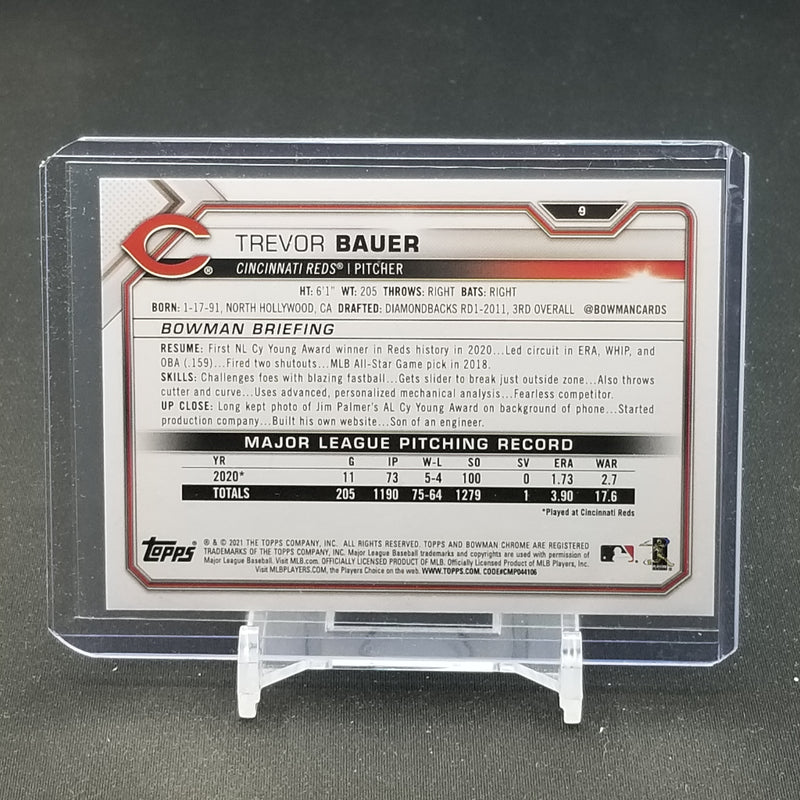 9
TREVOR BAUER
CINCINNATI REDS® | PITCHER
HT: 6'1" WT: 205 THROWS: RIGHT BATS: RIGHT
BORN: 1-17-91, NORTH HOLLYWOOD, CA DRAFTED: DIAMONDBACKS RD1-2011, 3RD OVERALL @BOWMANCARDS
BOWMAN BRIEFING
RESUME: First NL Cy Young Award winner in Reds history in 2020...Led circuit in ERA, WHIP, and
OBA (.159)...Fired two shutouts...MLB All-Star Game pick in 2018.
SKILLS: Challenges foes with blazing fastball...Gets slider to break just outside zone...Also throws
cutter and curve...Uses advanced, personalized mechanical analysis...Fearless competitor.
UP CLOSE: Long kept photo of Jim Palmer's AL Cy Young Award on background of phone...Started
production company...Built his own website...Son of an engineer.
MAJOR LEAGUE PITCHING RECORD
YR G IP W-L SO SV ERA WAR
2020* 11 73 5-4 100 0 1.73 2.7
TOTALS 205 1190 75-64 1279 1 3.90 17.6
*Played at Cincinnati Reds
Topps
® & © 2021 THE TOPPS COMPANY, INC. ALL RIGHTS RESERVED. TOPPS AND BOWMAN CHROME ARE REGISTERED
TRADEMARKS OF THE TOPPS COMPANY, INC. Major League Baseball trademarks and copyrights are used with permission of
Major League Baseball. Visit MLB.com. OFFICIALLY LICENSED PRODUCT OF MLB. Officially Licensed Product of MLB Players, Inc.
Visit MLBPLAYERS.COM, the Players Choice on the web. WWW.TOPPS.COM. CODE#CMP044106